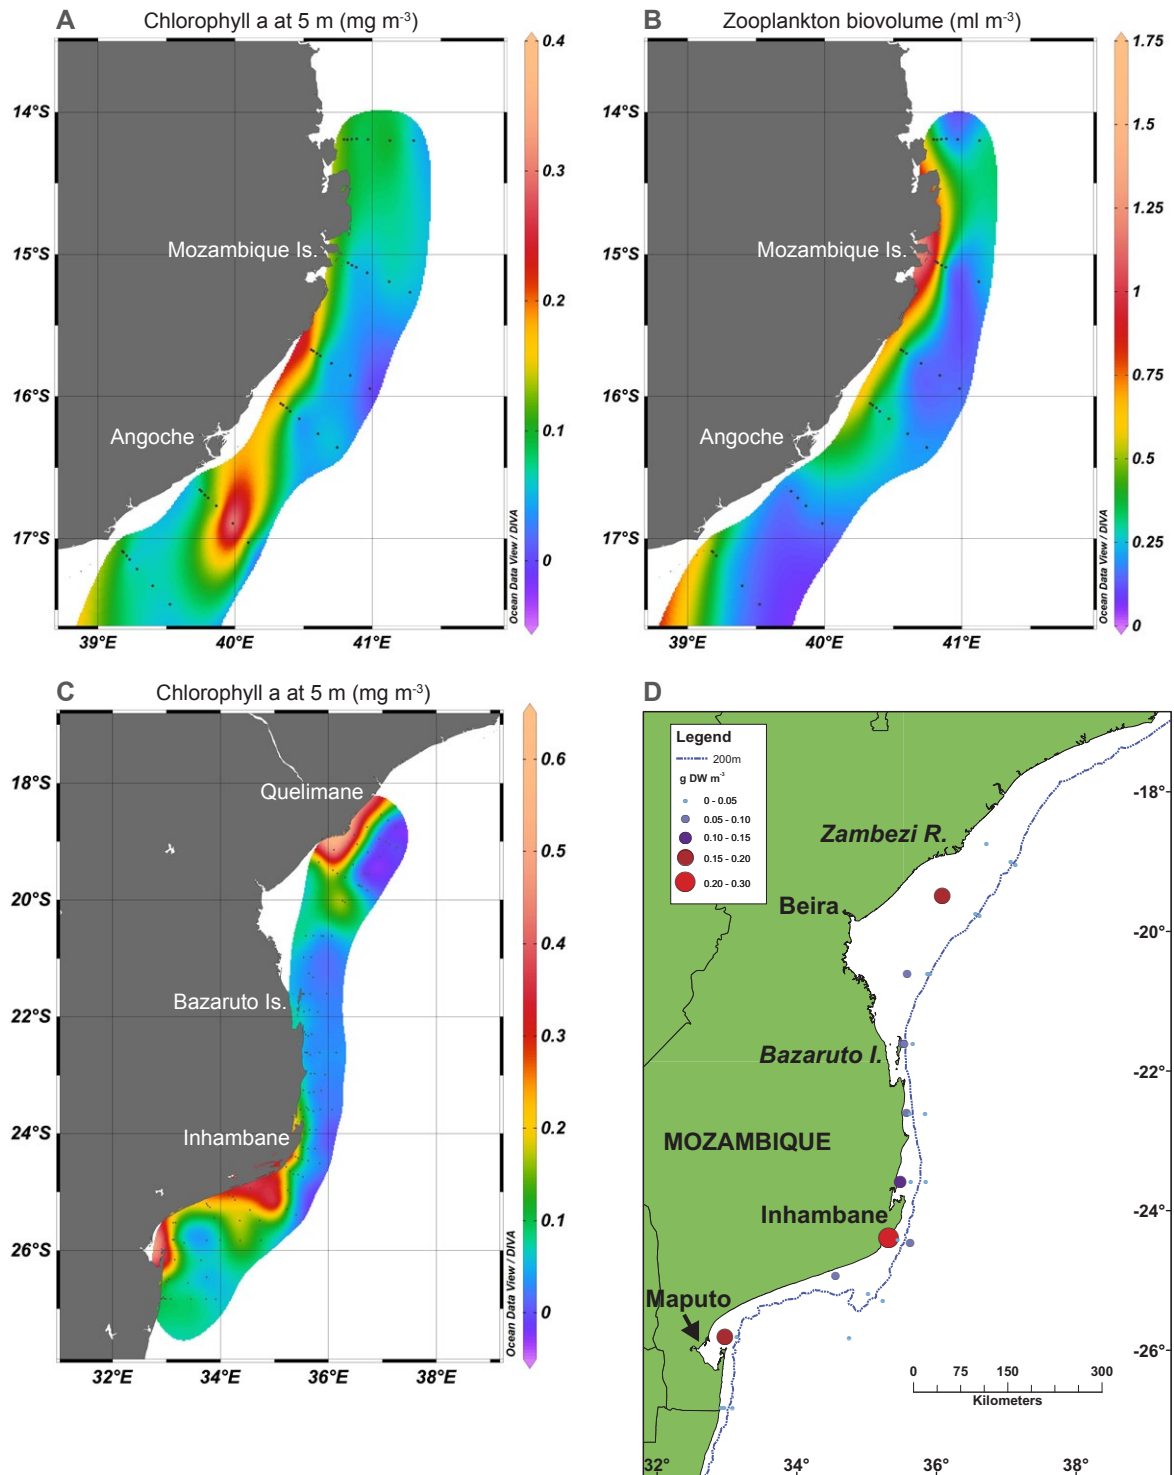 A
Chlorophyll a at 5 m (mg m-3)
0.4
0.3
0.2
0.1
0
14°S
15°S
16°S
17°S
Mozambique Is.
Angoche
39°E
40°E
41°E
Ocean Data View / DIVA
B
Zooplankton biovolume (ml m-3)
1.75
1.5
1.25
1
0.75
0.5
0.25
0
14°S
15°S
16°S
17°S
Mozambique Is.
Angoche
39°E
40°E
41°E
Ocean Data View / DIVA
C
Chlorophyll a at 5 m (mg m-3)
0.6
0.5
0.4
0.3
0.2
0.1
0
18°S
20°S
22°S
24°S
26°S
Quelimane
Bazaruto Is.
Inhambane
32°E
34°E
36°E
38°E
Ocean Data View / DIVA
D
Legend
200m
g DW m-3
0 - 0.05
0.05 - 0.10
0.10 - 0.15
0.15 - 0.20
0.20 - 0.30
Zambezi R.
Beira
Bazaruto I.
MOZAMBIQUE
Inhambane
Maputo
-18°
-20°
-22°
-24°
-26°
0 75 150 300
Kilometers
32°
34°
36°
38°